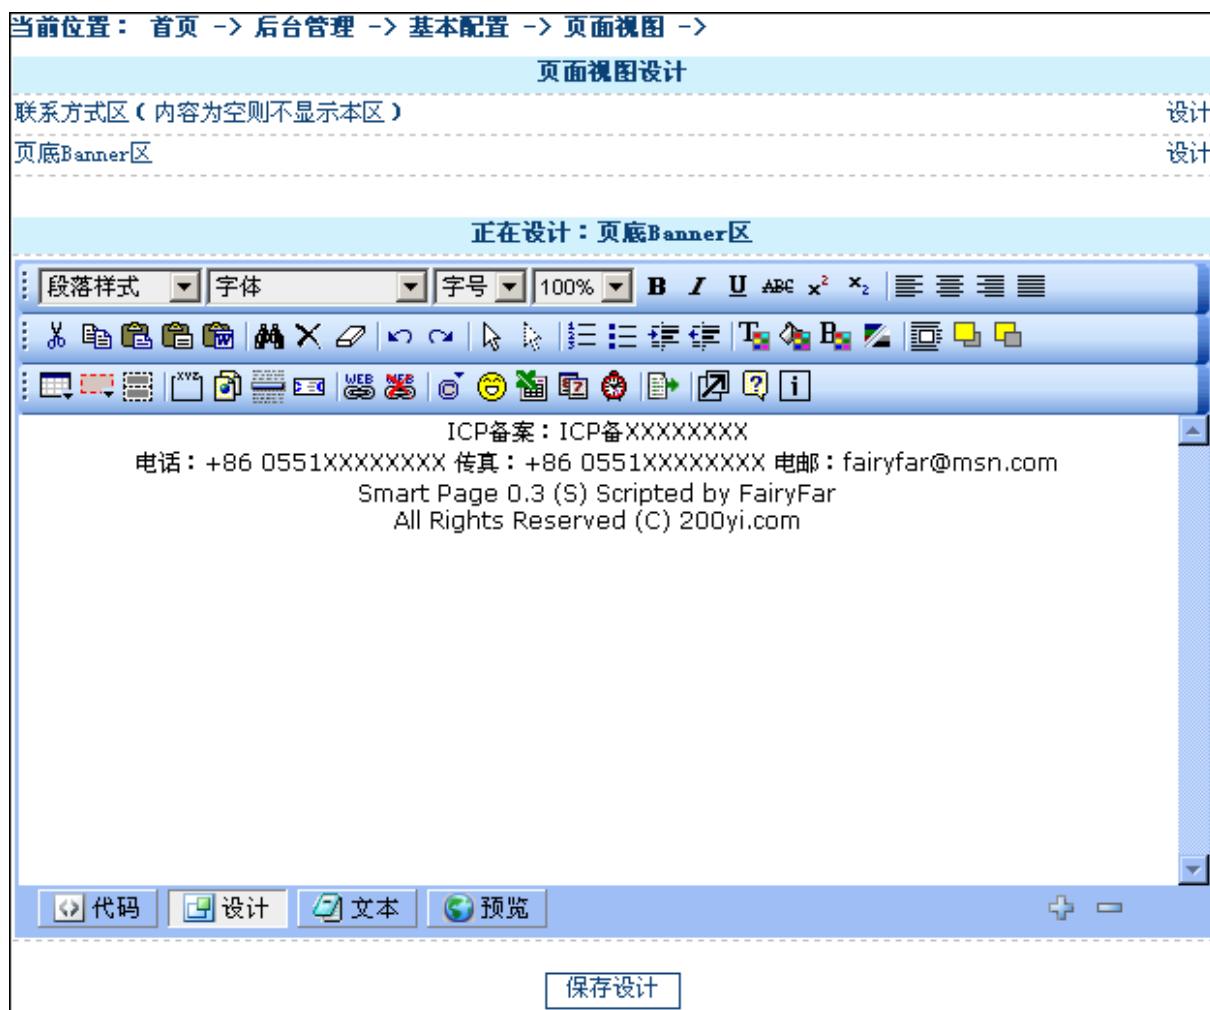 当前位置： 首页 -> 后台管理 -> 基本配置 -> 页面视图 ->
页面视图设计
联系方式区（内容为空则不显示本区） 设计
页底Banner区 设计
正在设计：页底Banner区
段落样式 字体 字号 100% B I U ABC x² x₂
ICP备案：ICP备XXXXXXXX
电话：+86 0551XXXXXXXX 传真：+86 0551XXXXXXXX 电邮：fairyfar@msn.com
Smart Page 0.3 (S) Scripted by FairyFar
All Rights Reserved (C) 200yi.com
代码 设计 文本 预览
保存设计